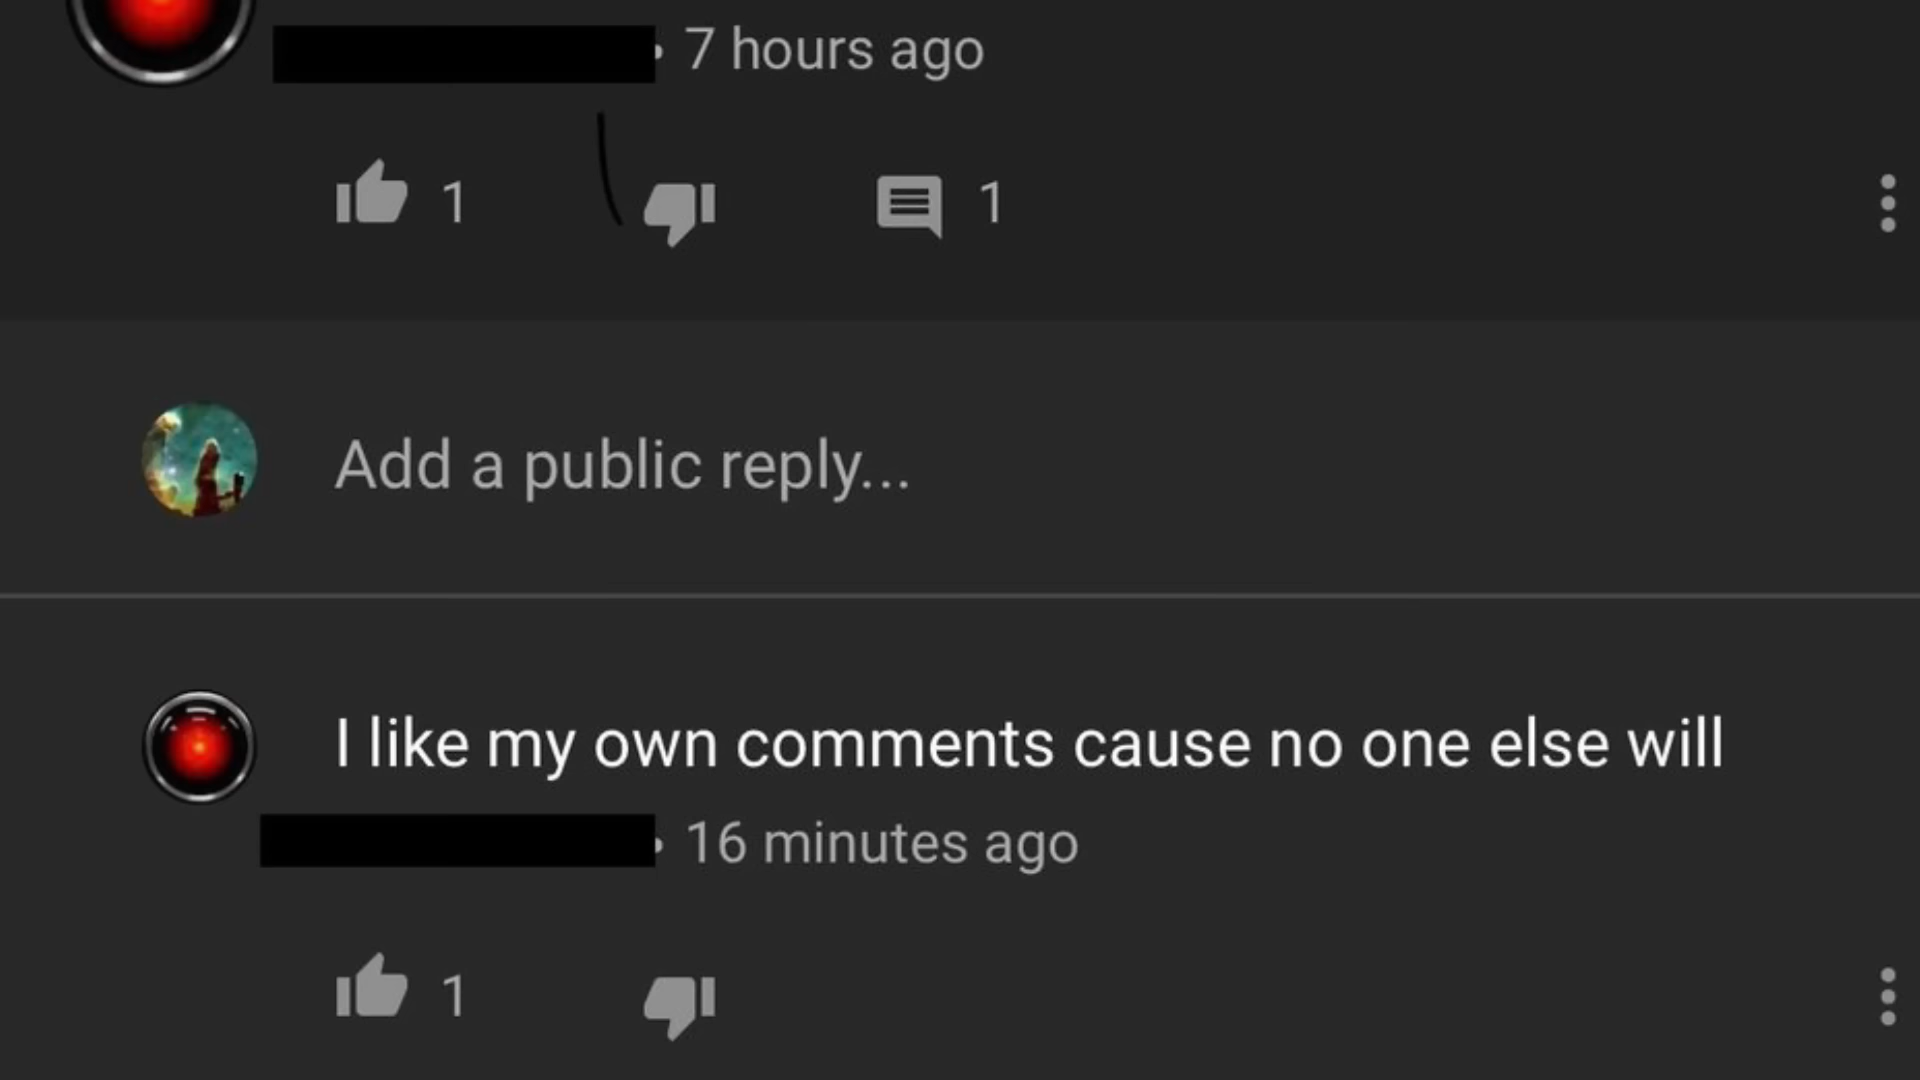 • 7 hours ago
1 1
Add a public reply...
I like my own comments cause no one else will
• 16 minutes ago
1